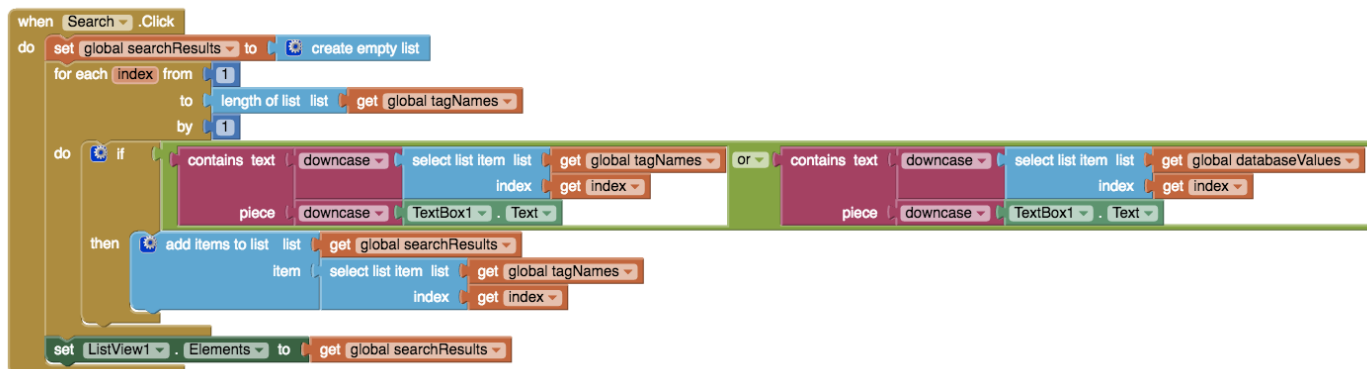 when Search .Click
do set global searchResults to create empty list
for each index from 1
to length of list list get global tagNames
by 1
do if contains text downcase select list item list get global tagNames or contains text downcase select list item list get global databaseValues
index get index index get index
piece downcase TextBox1 . Text piece downcase TextBox1 . Text
then add items to list list get global searchResults
item select list item list get global tagNames
index get index
set ListView1 . Elements to get global searchResults